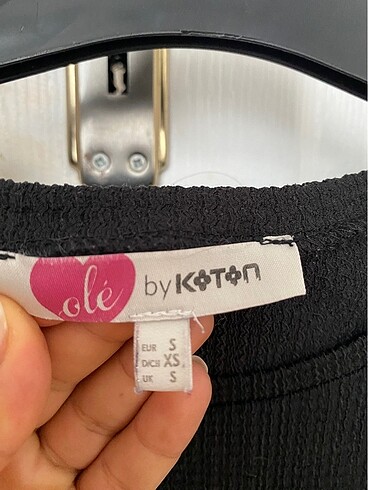 olé by KOTON
EUR S
D/CH XS
UK S